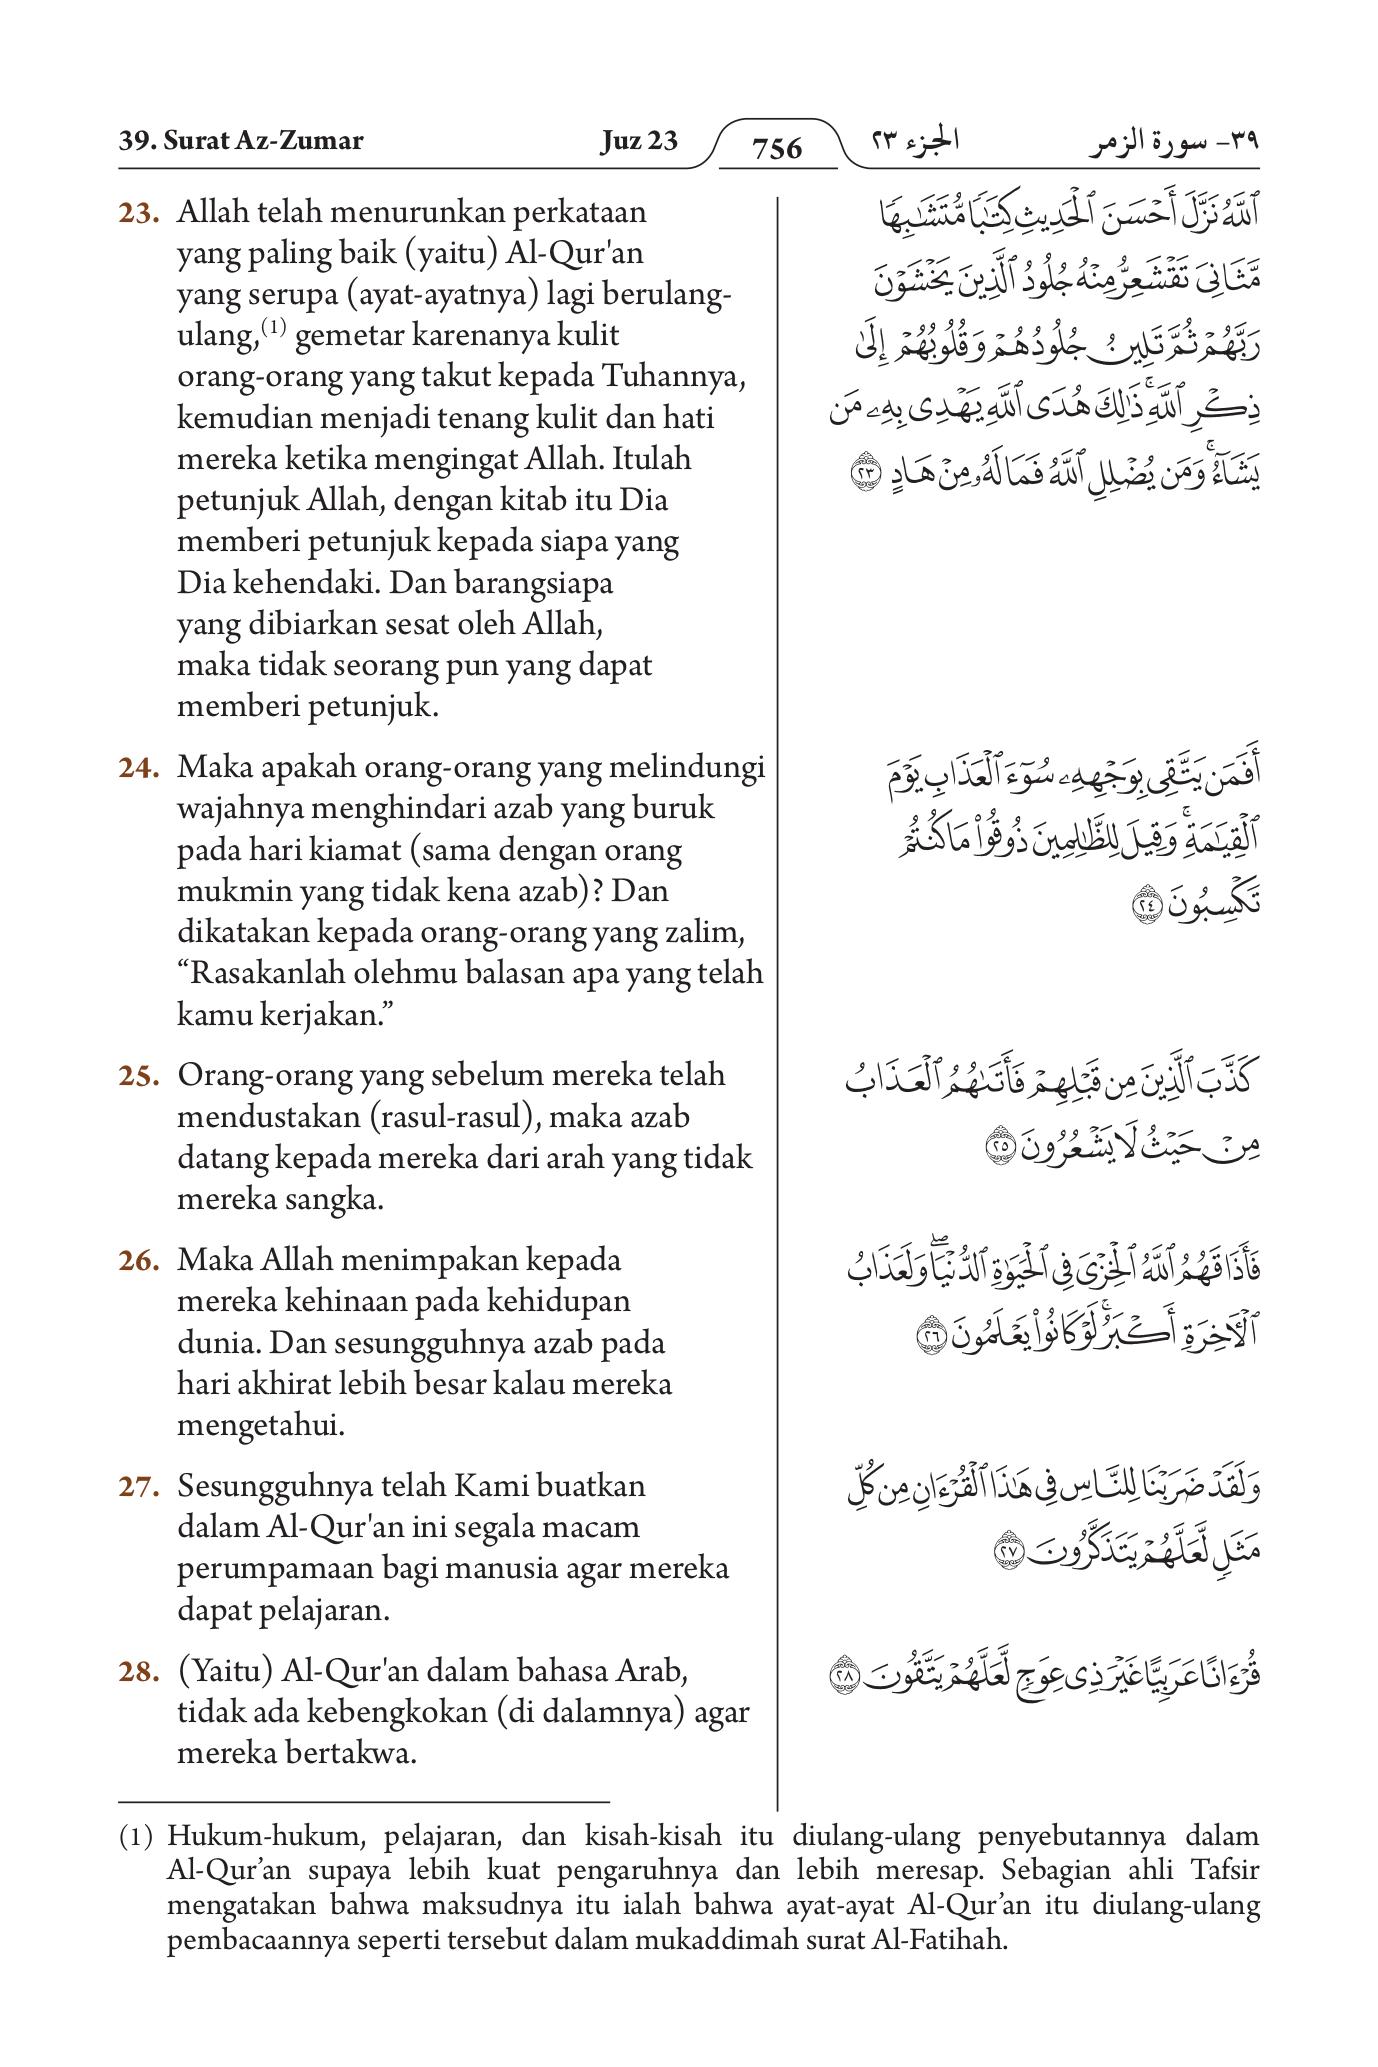 39. Surat Az-Zumar Juz 23 756 الجزء ٢٣ ٣٩- سورة الزمر
23. Allah telah menurunkan perkataan
yang paling baik (yaitu) Al-Qur'an
yang serupa (ayat-ayatnya) lagi berulang-
ulang,(1) gemetar karenanya kulit
orang-orang yang takut kepada Tuhannya,
kemudian menjadi tenang kulit dan hati
mereka ketika mengingat Allah. Itulah
petunjuk Allah, dengan kitab itu Dia
memberi petunjuk kepada siapa yang
Dia kehendaki. Dan barangsiapa
yang dibiarkan sesat oleh Allah,
maka tidak seorang pun yang dapat
memberi petunjuk.
ٱللَّهُ نَزَّلَ أَحۡسَنَ ٱلۡحَدِيثِ كِتَٰبٗا مُّتَشَٰبِهٗا
مَّثَانِيَ تَقۡشَعِرُّ مِنۡهُ جُلُودُ ٱلَّذِينَ يَخۡشَوۡنَ
رَبَّهُمۡ ثُمَّ تَلِينُ جُلُودُهُمۡ وَقُلُوبُهُمۡ إِلَىٰ
ذِكۡرِ ٱللَّهِۚ ذَٰلِكَ هُدَى ٱللَّهِ يَهۡدِي بِهِۦ مَن
يَشَآءُۚ وَمَن يُضۡلِلِ ٱللَّهُ فَمَا لَهُۥ مِنۡ هَادٍ ٢٣
24. Maka apakah orang-orang yang melindungi
wajahnya menghindari azab yang buruk
pada hari kiamat (sama dengan orang
mukmin yang tidak kena azab)? Dan
dikatakan kepada orang-orang yang zalim,
“Rasakanlah olehmu balasan apa yang telah
kamu kerjakan.”
أَفَمَن يَتَّقِي بِوَجۡهِهِۦ سُوٓءَ ٱلۡعَذَابِ يَوۡمَ
ٱلۡقِيَٰمَةِۚ وَقِيلَ لِلظَّٰلِمِينَ ذُوقُواْ مَا كُنتُمۡ
تَكۡسِبُونَ ٢٤
25. Orang-orang yang sebelum mereka telah
mendustakan (rasul-rasul), maka azab
datang kepada mereka dari arah yang tidak
mereka sangka.
كَذَّبَ ٱلَّذِينَ مِن قَبۡلِهِمۡ فَأَتَىٰهُمُ ٱلۡعَذَابُ
مِنۡ حَيۡثُ لَا يَشۡعُرُونَ ٢٥
26. Maka Allah menimpakan kepada
mereka kehinaan pada kehidupan
dunia. Dan sesungguhnya azab pada
hari akhirat lebih besar kalau mereka
mengetahui.
فَأَذَاقَهُمُ ٱللَّهُ ٱلۡخِزۡيَ فِي ٱلۡحَيَوٰةِ ٱلدُّنۡيَاۖ وَلَعَذَابُ
ٱلۡأٓخِرَةِ أَكۡبَرُۚ لَوۡ كَانُواْ يَعۡلَمُونَ ٢٦
27. Sesungguhnya telah Kami buatkan
dalam Al-Qur'an ini segala macam
perumpamaan bagi manusia agar mereka
dapat pelajaran.
وَلَقَدۡ ضَرَبۡنَا لِلنَّاسِ فِي هَٰذَا ٱلۡقُرۡءَانِ مِن كُلِّ
مَثَلٖ لَّعَلَّهُمۡ يَتَذَكَّرُونَ ٢٧
28. (Yaitu) Al-Qur'an dalam bahasa Arab,
tidak ada kebengkokan (di dalamnya) agar
mereka bertakwa.
قُرۡءَانًا عَرَبِيًّا غَيۡرَ ذِي عِوَجٖ لَّعَلَّهُمۡ يَتَّقُونَ ٢٨
(1) Hukum-hukum, pelajaran, dan kisah-kisah itu diulang-ulang penyebutannya dalam
Al-Qur’an supaya lebih kuat pengaruhnya dan lebih meresap. Sebagian ahli Tafsir
mengatakan bahwa maksudnya itu ialah bahwa ayat-ayat Al-Qur’an itu diulang-ulang
pembacaannya seperti tersebut dalam mukaddimah surat Al-Fatihah.